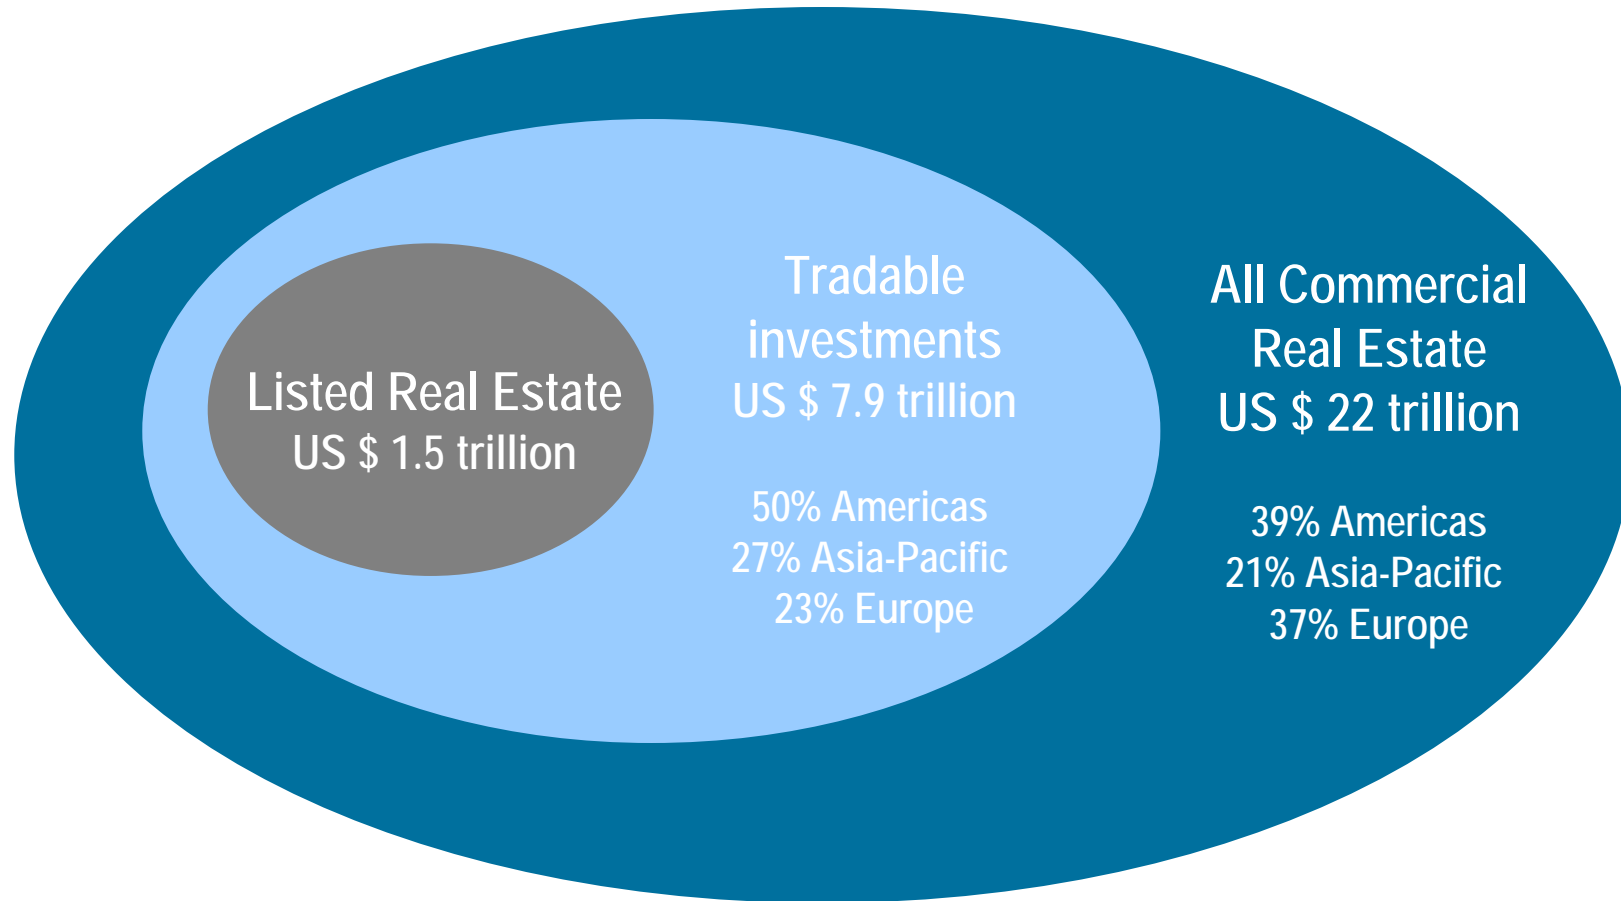 Listed Real Estate
US $ 1.5 trillion
Tradable
investments
US $ 7.9 trillion
50% Americas
27% Asia-Pacific
23% Europe
All Commercial
Real Estate
US $ 22 trillion
39% Americas
21% Asia-Pacific
37% Europe